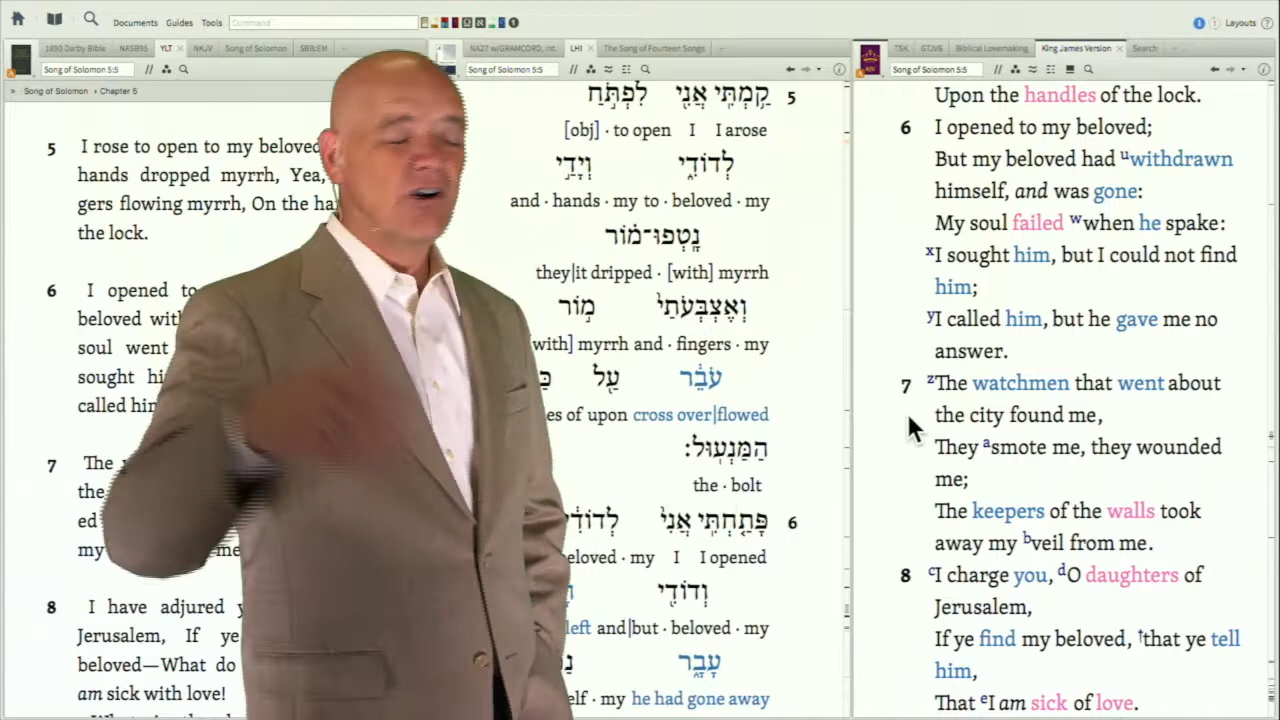 Documents Guides Tools Command Layouts
1890 Darby Bible NASB95 YLT NKJV Song of Solomon SBB:EM
Song of Solomon 5:5
Song of Solomon › Chapter 5
5 I rose to open to my beloved
hands dropped myrrh, Yea,
gers flowing myrrh, On the ha
the lock.
6 I opened to
beloved with
soul went
sought hi
called hir
7 The
the
ed
my me
8 I have adjured y
Jerusalem, If ye
beloved—What do
am sick with love!
NA27 w/GRAMCORD, int. LHI The Song of Fourteen Songs
Song of Solomon 5:5
5 קַ֥מְתִּֽי אֲנִ֖י לִפְתֹּ֣חַ
[obj] · to open I I arose
לְדוֹדִ֑י וְיָדַ֣י
and · hands · my to · beloved · my
נָֽטְפוּ־מ֗וֹר
they|it dripped · [with] myrrh
וְאֶצְבְּעֹתַי֙ מ֣וֹר
with] myrrh and · fingers · my
עֹבֵ֔ר עַ֖ל כַּ
es of upon cross over|flowed
הַמַּנְעֽוּל׃
the · bolt
6 פָּתַ֤חְתִּֽי אֲנִי֙ לְדוֹדִ֔י
eloved · my I I opened
וְדוֹדִ֖י
left and|but · beloved · my
עָבָ֑ר
elf · my he had gone away
TSK GTJV6 Biblical Lovemaking King James Version Search
Song of Solomon 5:5
Upon the handles of the lock.
6 I opened to my beloved;
But my beloved had u withdrawn
himself, and was gone:
My soul failed w when he spake:
x I sought him, but I could not find
him;
y I called him, but he gave me no
answer.
7 z The watchmen that went about
the city found me,
They a smote me, they wounded
me;
The keepers of the walls took
away my b veil from me.
8 c I charge you, d O daughters of
Jerusalem,
If ye find my beloved, † that ye tell
him,
That e I am sick of love.